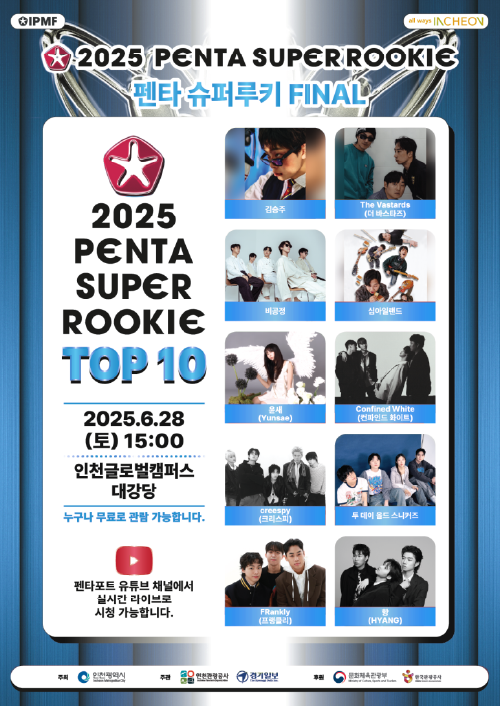 IPMF
all ways INCHEON
2025 PENTA SUPER ROOKIE
펜타 슈퍼루키 FINAL
2025
PENTA
SUPER
ROOKIE
TOP 10
2025.6.28
(토) 15:00
인천글로벌캠퍼스
대강당
누구나 무료로 관람 가능합니다.
펜타포트 유튜브 채널에서
실시간 라이브로
시청 가능합니다.
김승주
The Vastards
(더 바스타즈)
비공정
심아일랜드
윤새
(Yunsae)
Confined White
(컨파인드 화이트)
creespy
(크리스피)
투 데이 올드 스니커즈
FRankly
(프랭클리)
향
(HYANG)
주최
인천광역시
주관
인천관광공사
경기일보
후원
문화체육관광부
한국관광공사